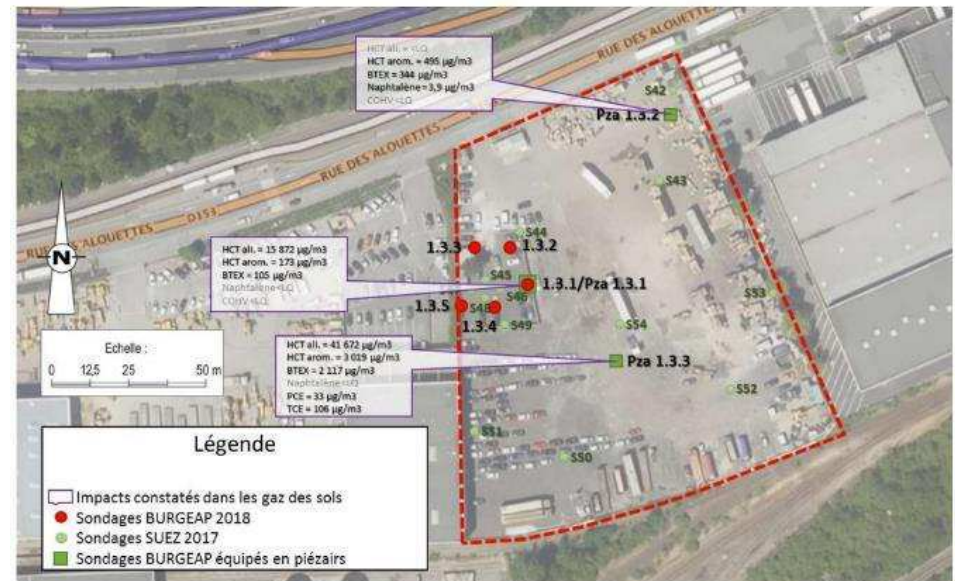 HCT ali. = <LQ
HCT arom. = 495 µg/m3
BTEX = 344 µg/m3
Naphtalène = 3,9 µg/m3
COHV <LQ
RUE DES ALOUETTES
RUE DES ALOUETTES
D153
RUE DES ALOUETTES
S42
Pza 1.3.2
S43
S44
1.3.3
1.3.2
N
HCT ali. = 15 872 µg/m3
HCT arom. = 173 µg/m3
BTEX = 105 µg/m3
Naphtalène <LQ
COHV <LQ
S45
1.3.1/Pza 1.3.1
S46
S53
1.3.5
S48
1.3.4
S49
S54
Echelle :
0 12,5 25 50 m
HCT ali. = 41 672 µg/m3
HCT arom. = 3 019 µg/m3
BTEX = 2 117 µg/m3
Naphtalène <LQ
PCE = 33 µg/m3
TCE = 106 µg/m3
Pza 1.3.3
S52
S51
S50
Légende
Impacts constatés dans les gaz des sols
Sondages BURGEAP 2018
Sondages SUEZ 2017
Sondages BURGEAP équipés en piézairs